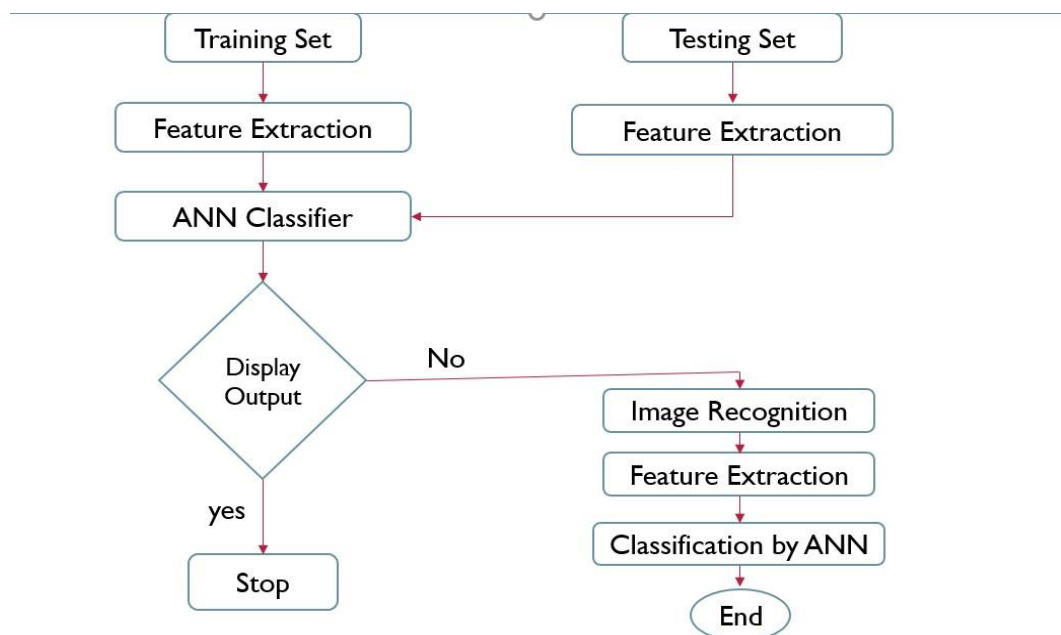 Training Set
Testing Set
Feature Extraction
Feature Extraction
ANN Classifier
Display
Output
No
yes
Stop
Image Recognition
Feature Extraction
Classification by ANN
End